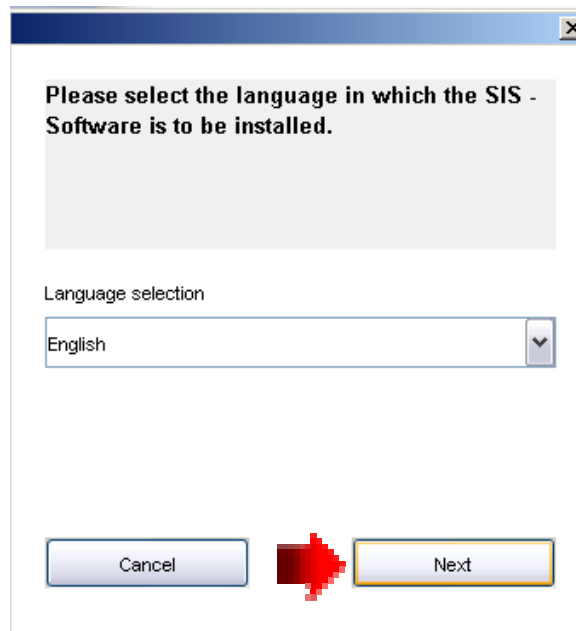 Please select the language in which the SIS -
Software is to be installed.
Language selection
English
Cancel
Next